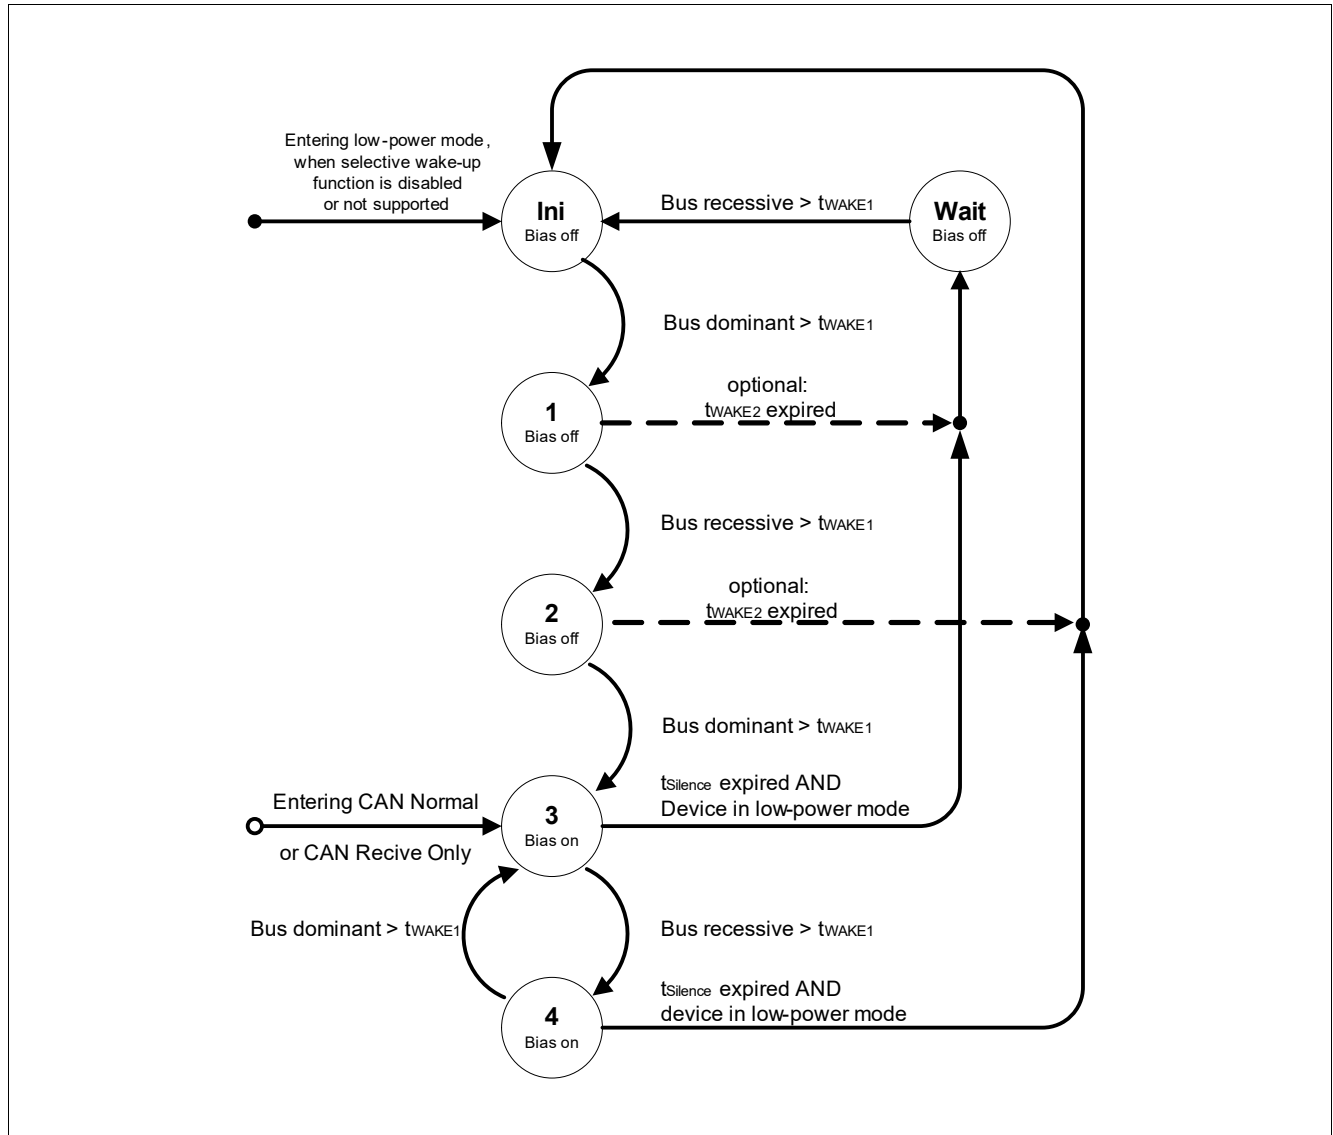 Entering low-power mode,
when selective wake-up
function is disabled
or not supported
Ini
Bias off
Bus recessive > tWAKE1
Wait
Bias off
Bus dominant > tWAKE1
optional:
tWAKE2 expired
1
Bias off
Bus recessive > tWAKE1
optional:
tWAKE2 expired
2
Bias off
Bus dominant > tWAKE1
tSilence expired AND
Device in low-power mode
Entering CAN Normal
or CAN Recive Only
3
Bias on
Bus dominant > tWAKE1
Bus recessive > tWAKE1
tSilence expired AND
device in low-power mode
4
Bias on